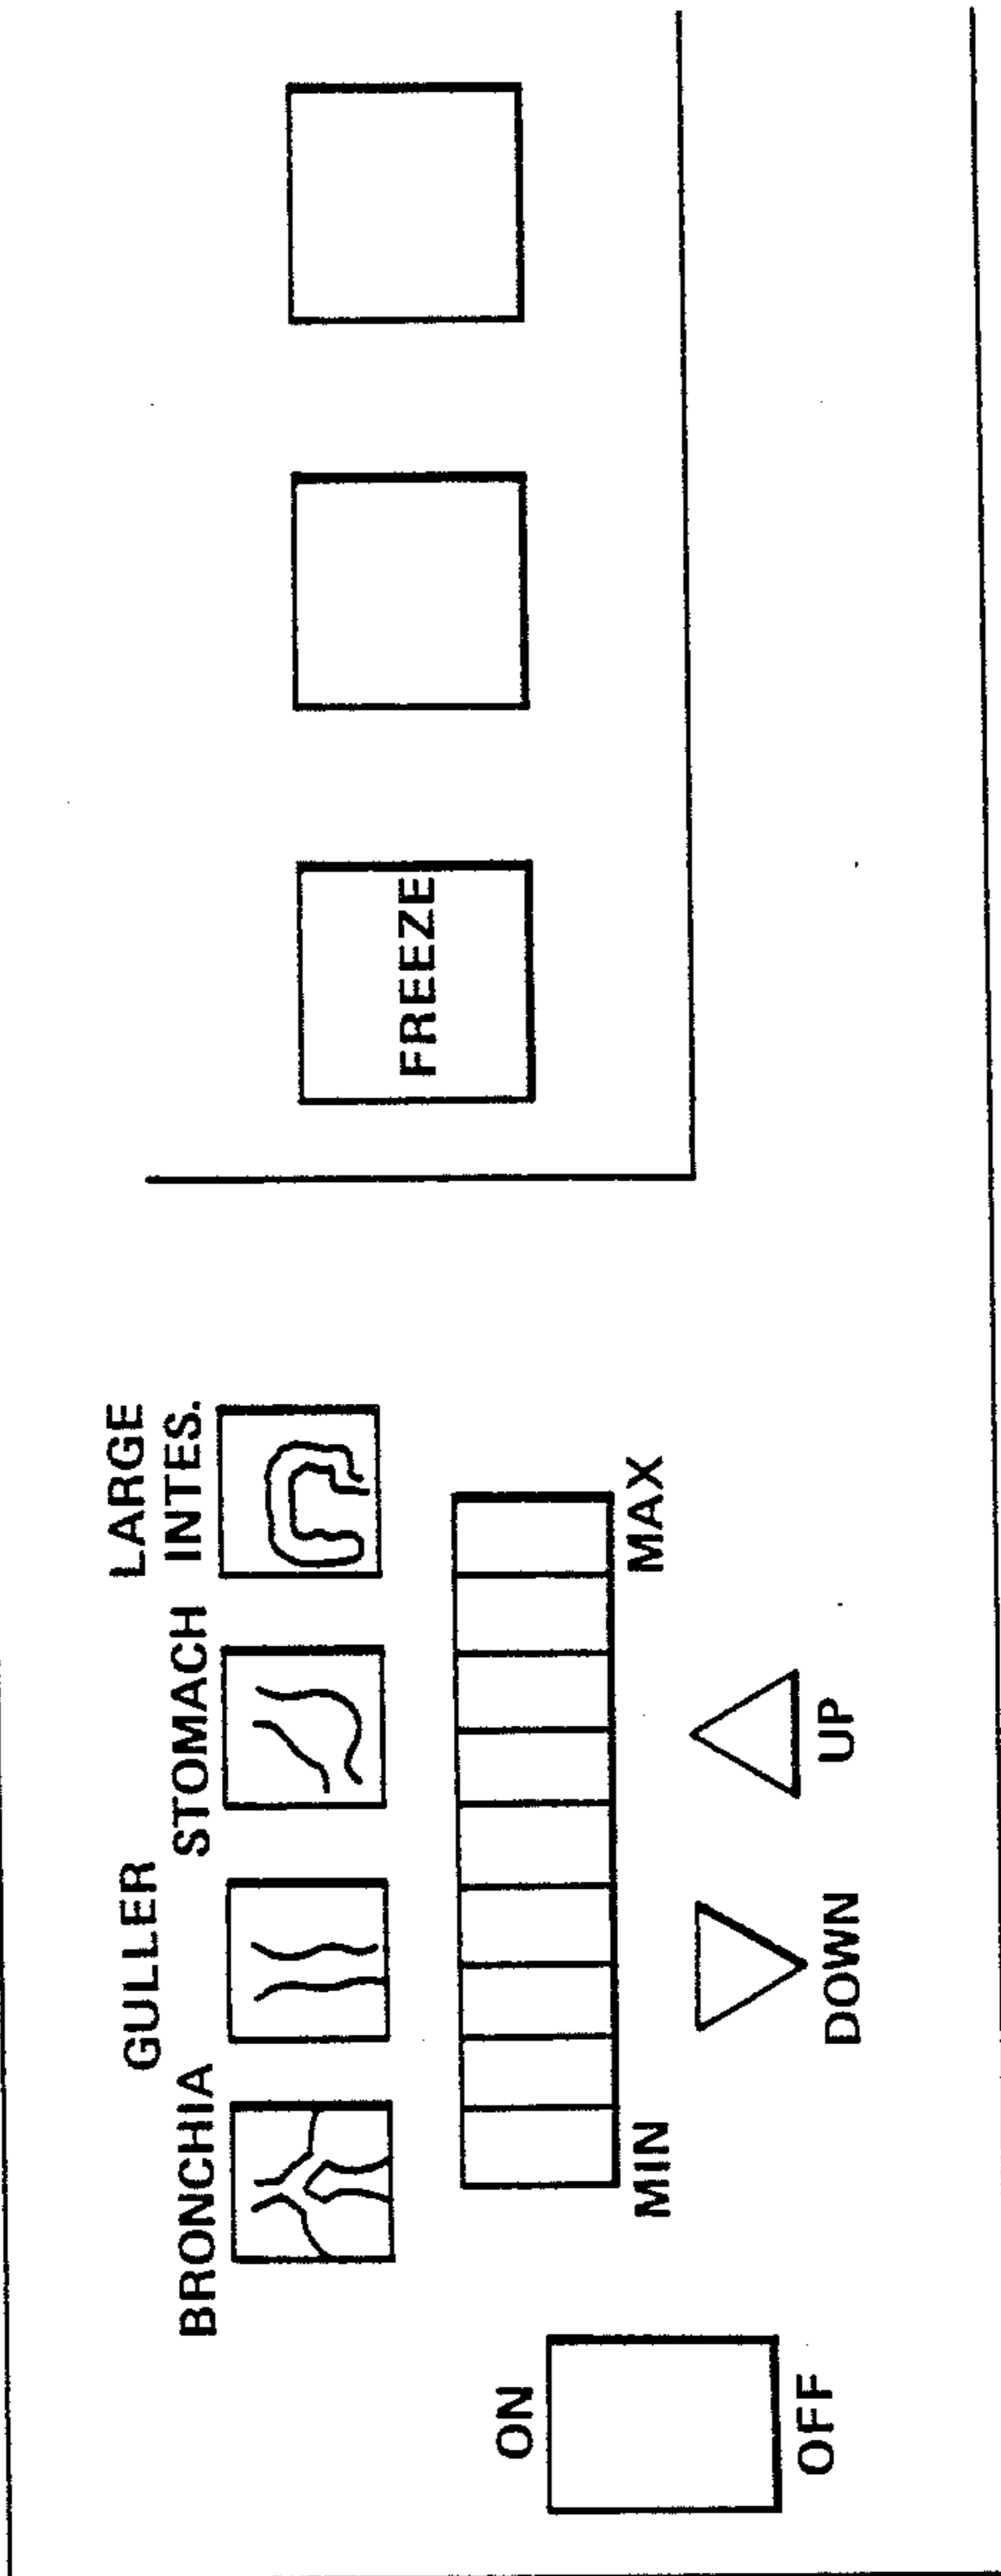 BRONCHIA
GULLER
STOMACH
LARGE
INTES.
FREEZE
ON
OFF
MIN
MAX
DOWN
UP